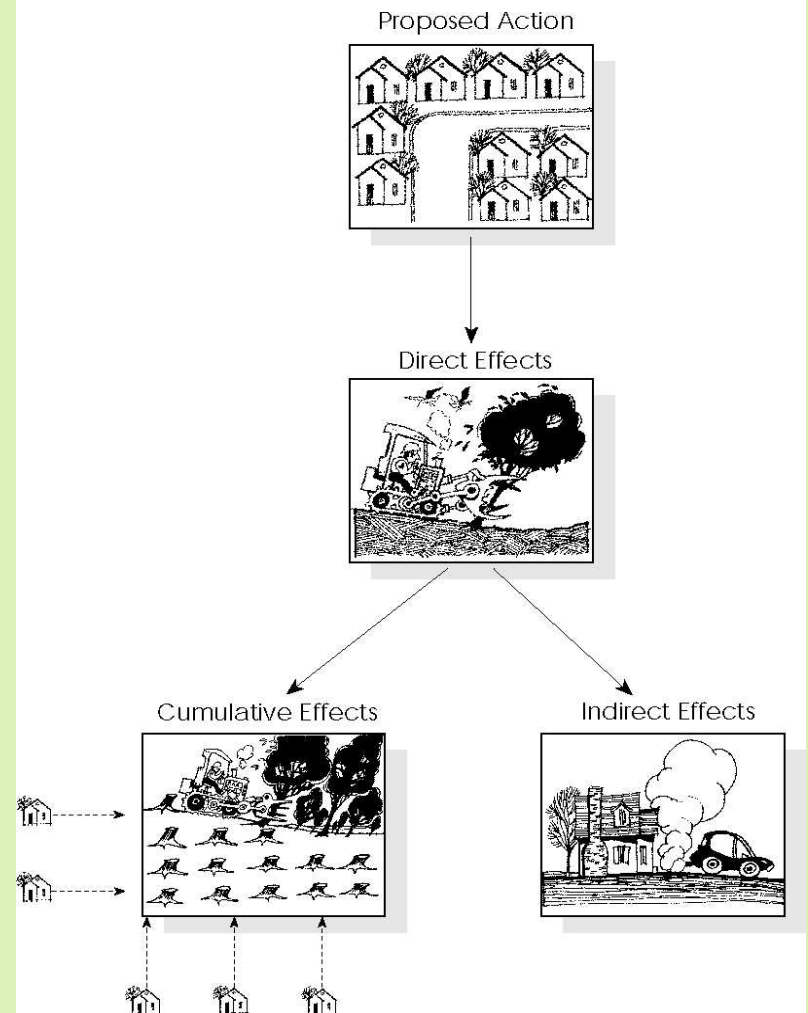 Proposed Action
Direct Effects
Cumulative Effects
Indirect Effects